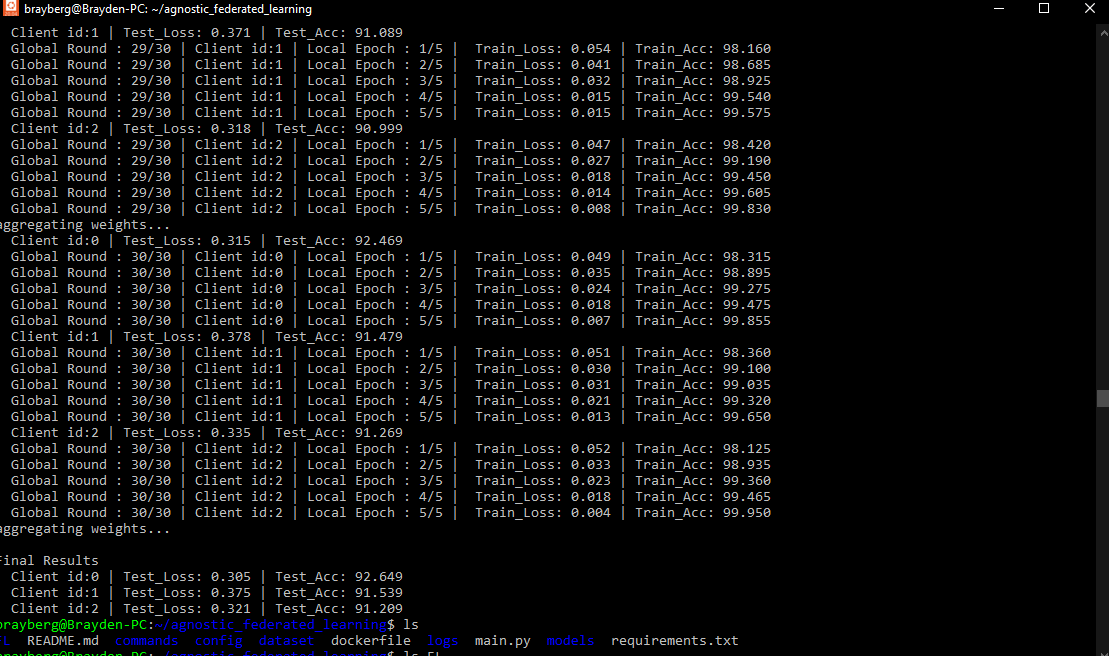 brayberg@Brayden-PC: ~/agnostic_federated_learning
Client id:1 | Test_Loss: 0.371 | Test_Acc: 91.089
Global Round : 29/30 | Client id:1 | Local Epoch : 1/5 |  Train_Loss: 0.054 | Train_Acc: 98.160
Global Round : 29/30 | Client id:1 | Local Epoch : 2/5 |  Train_Loss: 0.041 | Train_Acc: 98.685
Global Round : 29/30 | Client id:1 | Local Epoch : 3/5 |  Train_Loss: 0.032 | Train_Acc: 98.925
Global Round : 29/30 | Client id:1 | Local Epoch : 4/5 |  Train_Loss: 0.015 | Train_Acc: 99.540
Global Round : 29/30 | Client id:1 | Local Epoch : 5/5 |  Train_Loss: 0.015 | Train_Acc: 99.575
Client id:2 | Test_Loss: 0.318 | Test_Acc: 90.999
Global Round : 29/30 | Client id:2 | Local Epoch : 1/5 |  Train_Loss: 0.047 | Train_Acc: 98.420
Global Round : 29/30 | Client id:2 | Local Epoch : 2/5 |  Train_Loss: 0.027 | Train_Acc: 99.190
Global Round : 29/30 | Client id:2 | Local Epoch : 3/5 |  Train_Loss: 0.018 | Train_Acc: 99.450
Global Round : 29/30 | Client id:2 | Local Epoch : 4/5 |  Train_Loss: 0.014 | Train_Acc: 99.605
Global Round : 29/30 | Client id:2 | Local Epoch : 5/5 |  Train_Loss: 0.008 | Train_Acc: 99.830
aggregating weights...
Client id:0 | Test_Loss: 0.315 | Test_Acc: 92.469
Global Round : 30/30 | Client id:0 | Local Epoch : 1/5 |  Train_Loss: 0.049 | Train_Acc: 98.315
Global Round : 30/30 | Client id:0 | Local Epoch : 2/5 |  Train_Loss: 0.035 | Train_Acc: 98.895
Global Round : 30/30 | Client id:0 | Local Epoch : 3/5 |  Train_Loss: 0.024 | Train_Acc: 99.275
Global Round : 30/30 | Client id:0 | Local Epoch : 4/5 |  Train_Loss: 0.018 | Train_Acc: 99.475
Global Round : 30/30 | Client id:0 | Local Epoch : 5/5 |  Train_Loss: 0.007 | Train_Acc: 99.855
Client id:1 | Test_Loss: 0.378 | Test_Acc: 91.479
Global Round : 30/30 | Client id:1 | Local Epoch : 1/5 |  Train_Loss: 0.051 | Train_Acc: 98.360
Global Round : 30/30 | Client id:1 | Local Epoch : 2/5 |  Train_Loss: 0.030 | Train_Acc: 99.100
Global Round : 30/30 | Client id:1 | Local Epoch : 3/5 |  Train_Loss: 0.031 | Train_Acc: 99.035
Global Round : 30/30 | Client id:1 | Local Epoch : 4/5 |  Train_Loss: 0.021 | Train_Acc: 99.320
Global Round : 30/30 | Client id:1 | Local Epoch : 5/5 |  Train_Loss: 0.013 | Train_Acc: 99.650
Client id:2 | Test_Loss: 0.335 | Test_Acc: 91.269
Global Round : 30/30 | Client id:2 | Local Epoch : 1/5 |  Train_Loss: 0.052 | Train_Acc: 98.125
Global Round : 30/30 | Client id:2 | Local Epoch : 2/5 |  Train_Loss: 0.033 | Train_Acc: 98.935
Global Round : 30/30 | Client id:2 | Local Epoch : 3/5 |  Train_Loss: 0.023 | Train_Acc: 99.360
Global Round : 30/30 | Client id:2 | Local Epoch : 4/5 |  Train_Loss: 0.018 | Train_Acc: 99.465
Global Round : 30/30 | Client id:2 | Local Epoch : 5/5 |  Train_Loss: 0.004 | Train_Acc: 99.950
aggregating weights...
Final Results
Client id:0 | Test_Loss: 0.305 | Test_Acc: 92.649
Client id:1 | Test_Loss: 0.375 | Test_Acc: 91.539
Client id:2 | Test_Loss: 0.321 | Test_Acc: 91.209
brayberg@Brayden-PC:~/agnostic_federated_learning$ ls
FL  README.md  commands  config  dataset  dockerfile  logs  main.py  models  requirements.txt
brayberg@Brayden-PC:~/agnostic_federated_learning$ ls FL